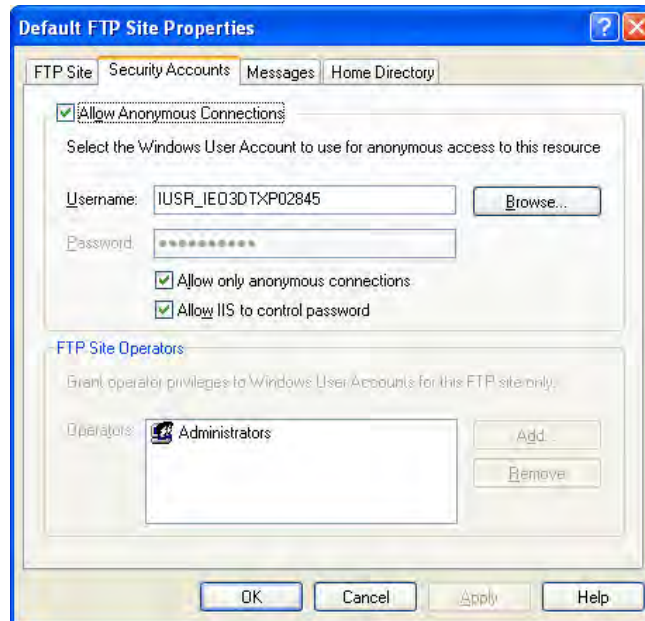 Default FTP Site Properties
FTP Site Security Accounts Messages Home Directory
Allow Anonymous Connections
Select the Windows User Account to use for anonymous access to this resource
Username: IUSR_IE03DTXP02845 Browse...
Password:
Allow only anonymous connections
Allow IIS to control password
FTP Site Operators
Grant operator privileges to Windows User Accounts for this FTP site only.
Operators: Administrators Add...
Remove
OK Cancel Apply Help